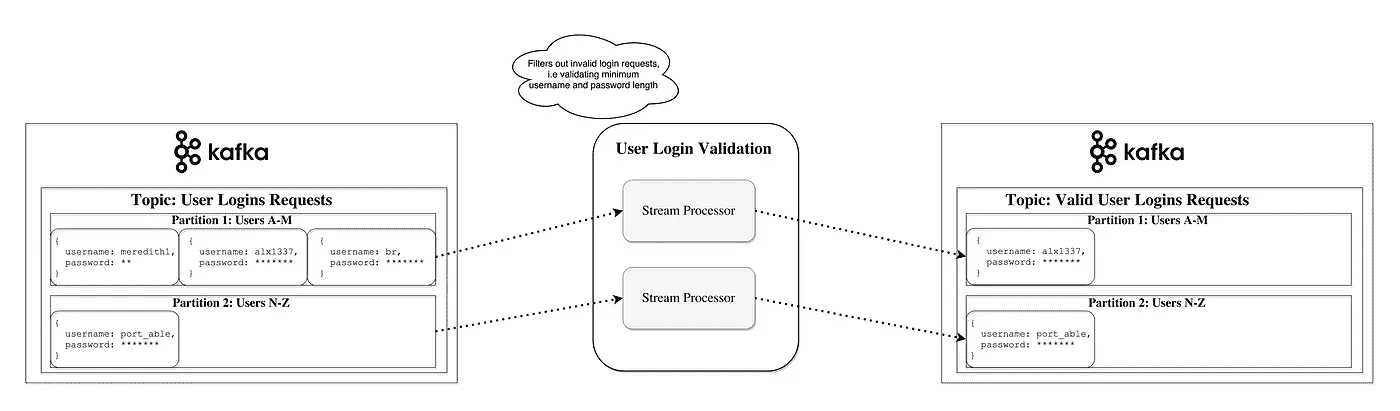 Filters out invalid login requests,
i.e validating minimum
username and password length
kafka
Topic: User Logins Requests
Partition 1: Users A-M
{
username: meredith1,
password: **
}
{
username: alx1337,
password: *******
}
{
username: br,
password: *******
}
Partition 2: Users N-Z
{
username: port_able,
password: *******
}
User Login Validation
Stream Processor
Stream Processor
kafka
Topic: Valid User Logins Requests
Partition 1: Users A-M
{
username: alx1337,
password: *******
}
Partition 2: Users N-Z
{
username: port_able,
password: *******
}